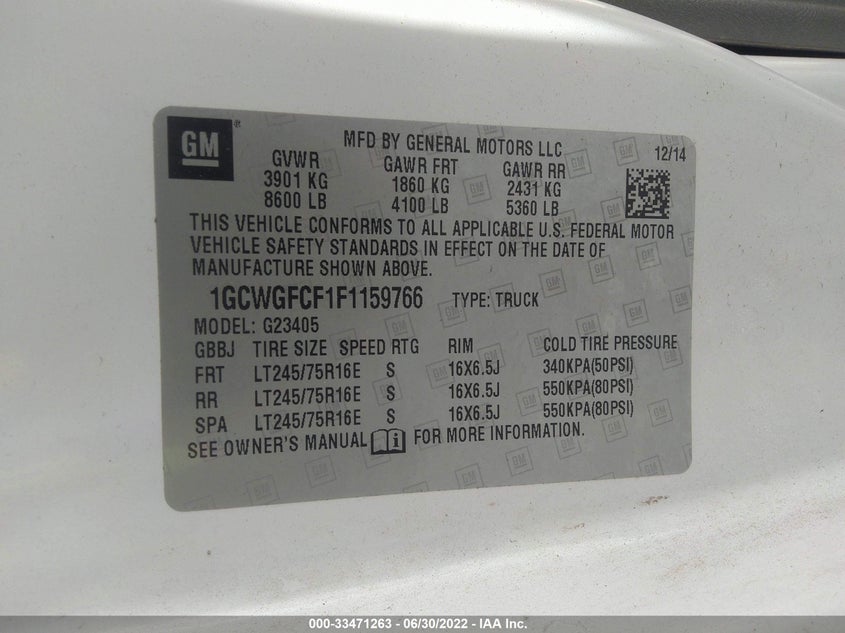 GM
MFD BY GENERAL MOTORS LLC 12/14
GVWR GAWR FRT GAWR RR
3901 KG 1860 KG 2431 KG
8600 LB 4100 LB 5360 LB
THIS VEHICLE CONFORMS TO ALL APPLICABLE U.S. FEDERAL MOTOR
VEHICLE SAFETY STANDARDS IN EFFECT ON THE DATE OF
MANUFACTURE SHOWN ABOVE.
1GCWGFCF1F1159766 TYPE: TRUCK
MODEL: G23405
GBBJ TIRE SIZE SPEED RTG RIM COLD TIRE PRESSURE
FRT LT245/75R16E S 16X6.5J 340KPA(50PSI)
RR LT245/75R16E S 16X6.5J 550KPA(80PSI)
SPA LT245/75R16E S 16X6.5J 550KPA(80PSI)
SEE OWNER'S MANUAL i FOR MORE INFORMATION.
000-33471263 - 06/30/2022 - IAA Inc.